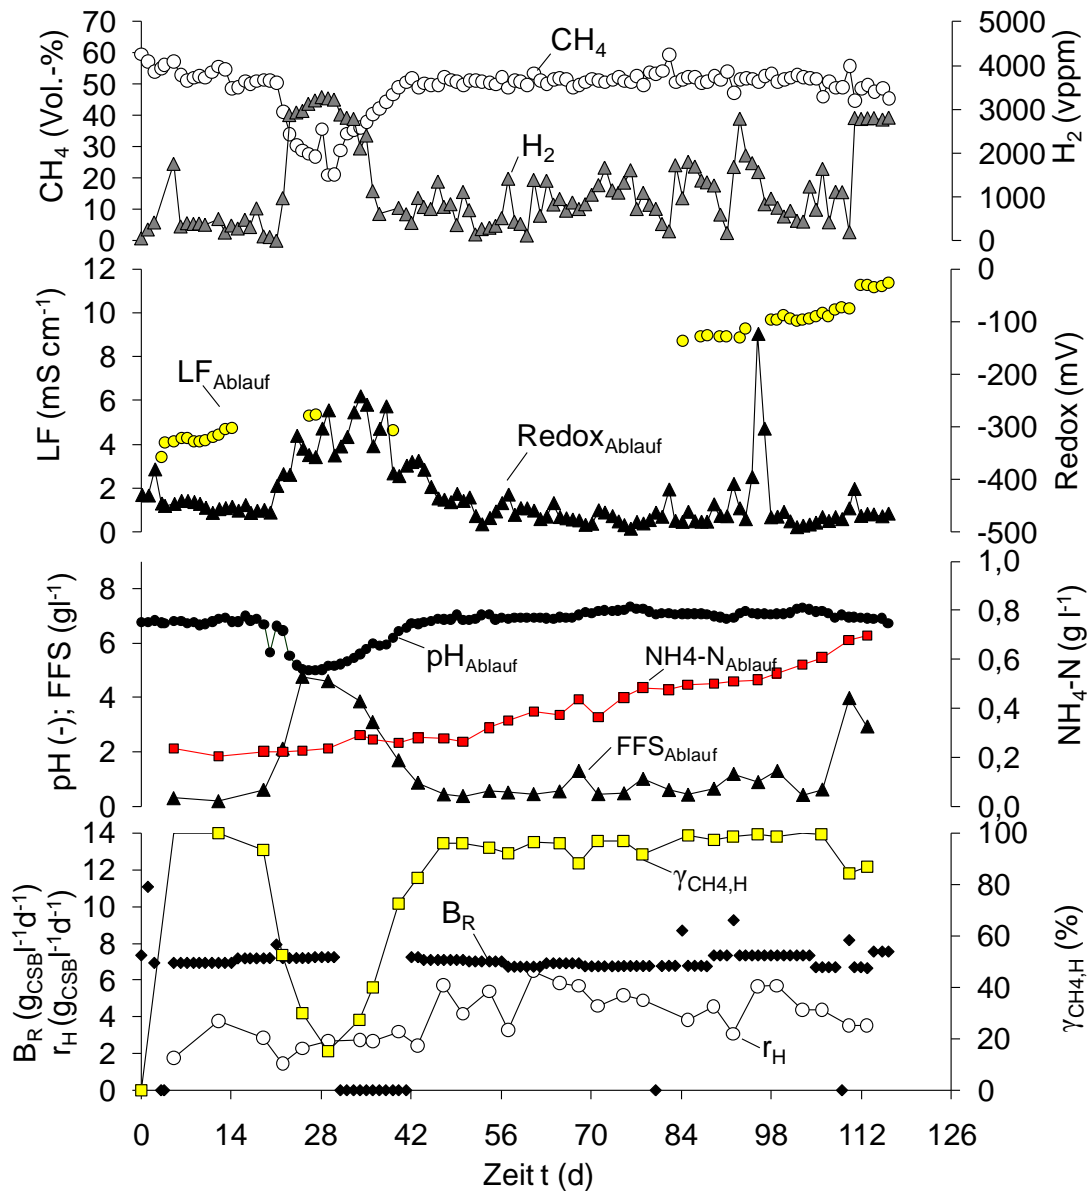 CH4 (Vol.-%)
70
60
50
40
30
20
10
0
CH4
H2
5000
4000
3000
2000
1000
0
H2 (vppm)
LF (mS cm-1)
12
10
8
6
4
2
0
LFAblauf
RedoxAblauf
0
-100
-200
-300
-400
-500
Redox (mV)
pH (-); FFS (gl-1)
8
6
4
2
0
pHAblauf
NH4-NAblauf
FFSAblauf
1,0
0,8
0,6
0,4
0,2
0,0
NH4-N (g l-1)
BR (gCSBl-1d-1)
rH (gCSBl-1d-1)
14
12
10
8
6
4
2
0
γCH4,H
BR
rH
100
80
60
40
20
0
γCH4,H (%)
0 14 28 42 56 70 84 98 112 126
Zeit t (d)